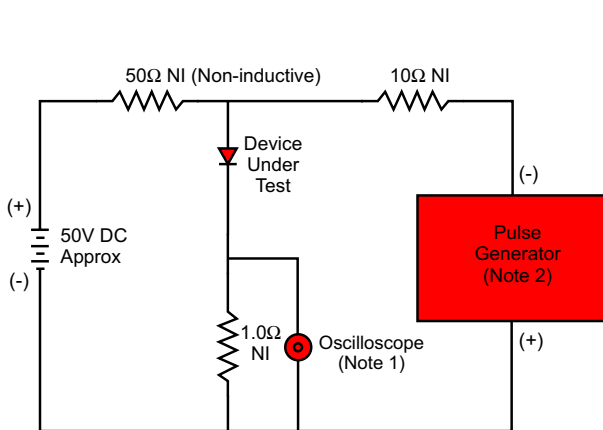 50Ω NI (Non-inductive)
10Ω NI
Device
Under
Test
(+)
50V DC
Approx
(-)
(-)
Pulse
Generator
(Note 2)
(+)
1.0Ω
NI
Oscilloscope
(Note 1)